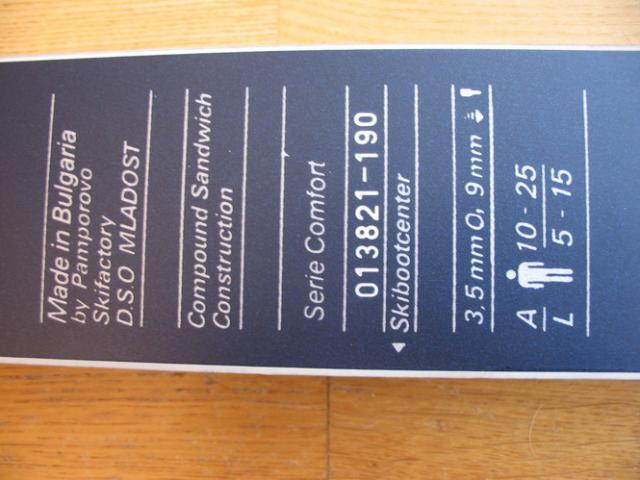 Made in Bulgaria
by Pamporovo
Skifactory
D.S.O MLADOST
Compound Sandwich
Construction
Serie Comfort
013821-190
Skibootcenter
3,5 mm O, 9 mm
A 10 - 25
L 5 - 15